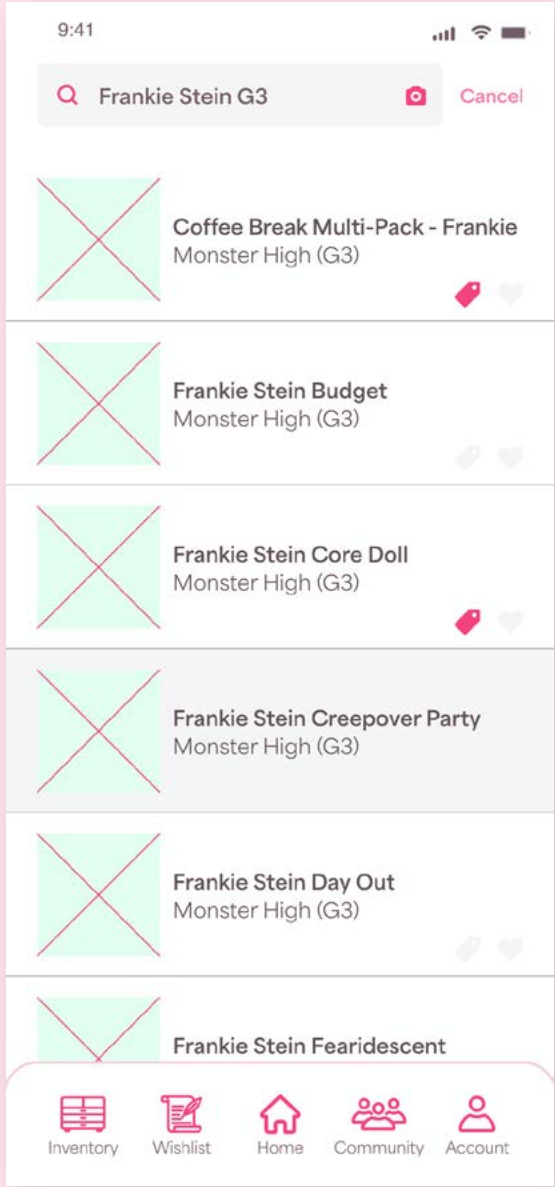 9:41
Frankie Stein G3
Cancel
Coffee Break Multi-Pack - Frankie
Monster High (G3)
Frankie Stein Budget
Monster High (G3)
Frankie Stein Core Doll
Monster High (G3)
Frankie Stein Creepover Party
Monster High (G3)
Frankie Stein Day Out
Monster High (G3)
Frankie Stein Fearidescent
Inventory
Wishlist
Home
Community
Account